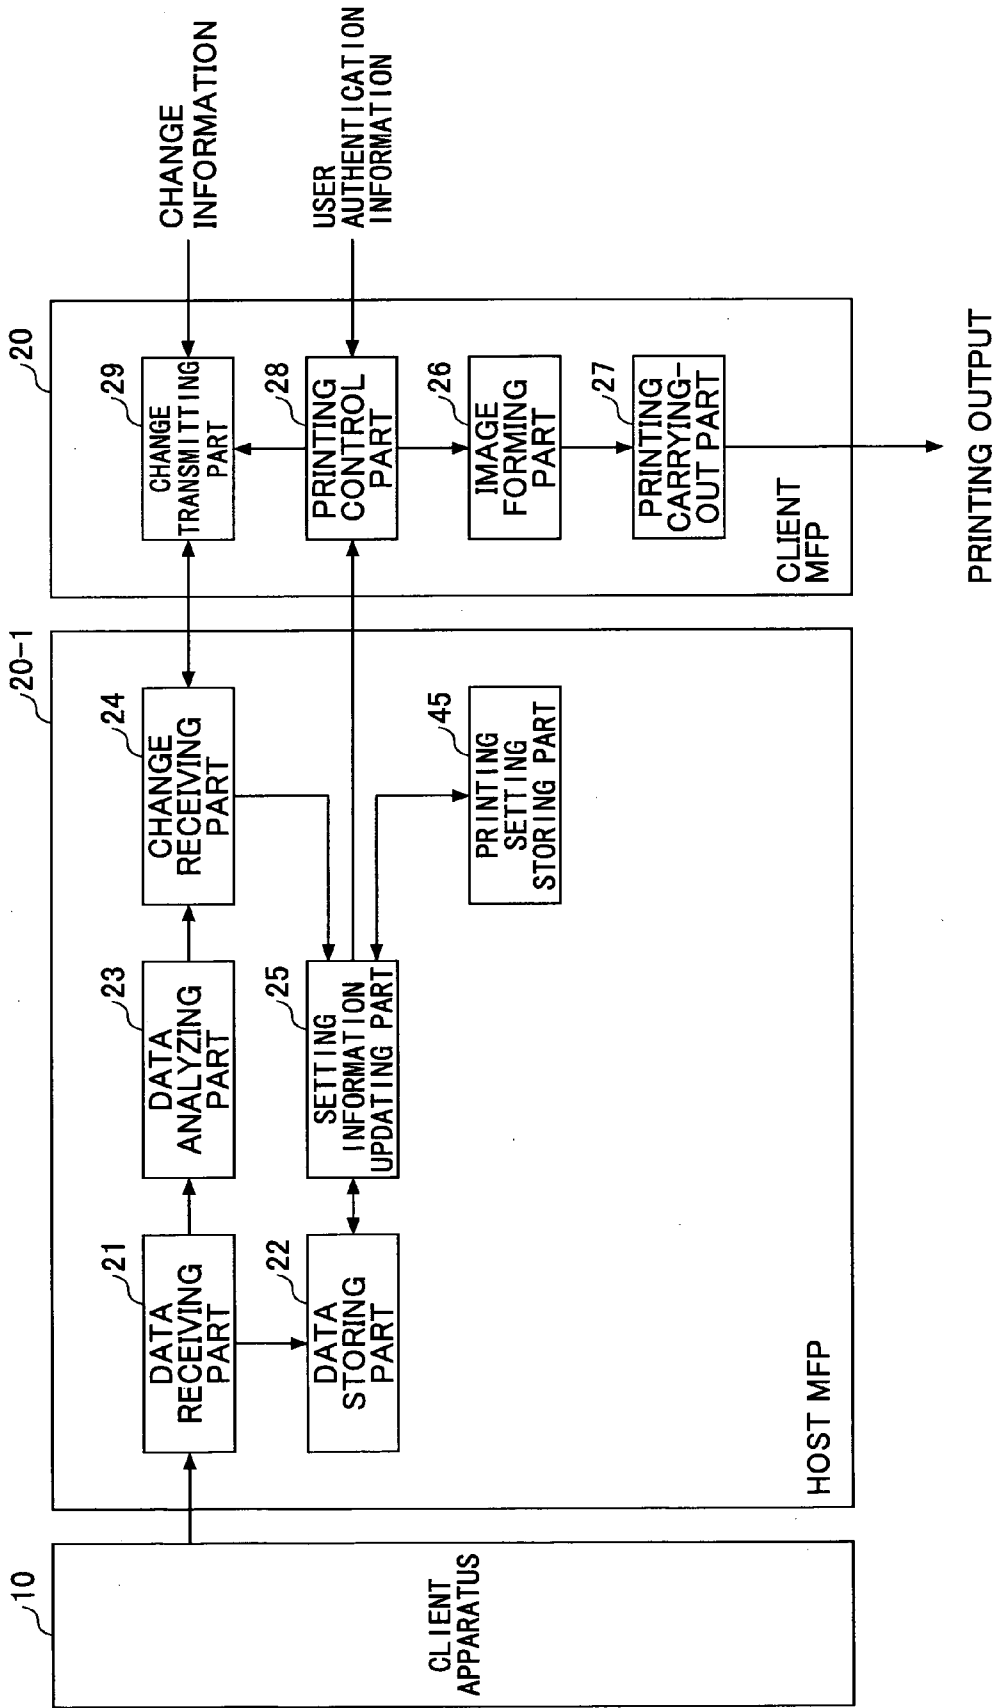 10
CLIENT
APPARATUS
20-1
HOST MFP
21
DATA
RECEIVING
PART
22
DATA
STORING
PART
23
DATA
ANALYZING
PART
24
CHANGE
RECEIVING
PART
25
SETTING
INFORMATION
UPDATING PART
45
PRINTING
SETTING
STORING PART
20
CLIENT
MFP
29
CHANGE
TRANSMITTING
PART
28
PRINTING
CONTROL
PART
26
IMAGE
FORMING
PART
27
PRINTING
CARRYING-
OUT PART
CHANGE
INFORMATION
USER
AUTHENTICATION
INFORMATION
PRINTING OUTPUT